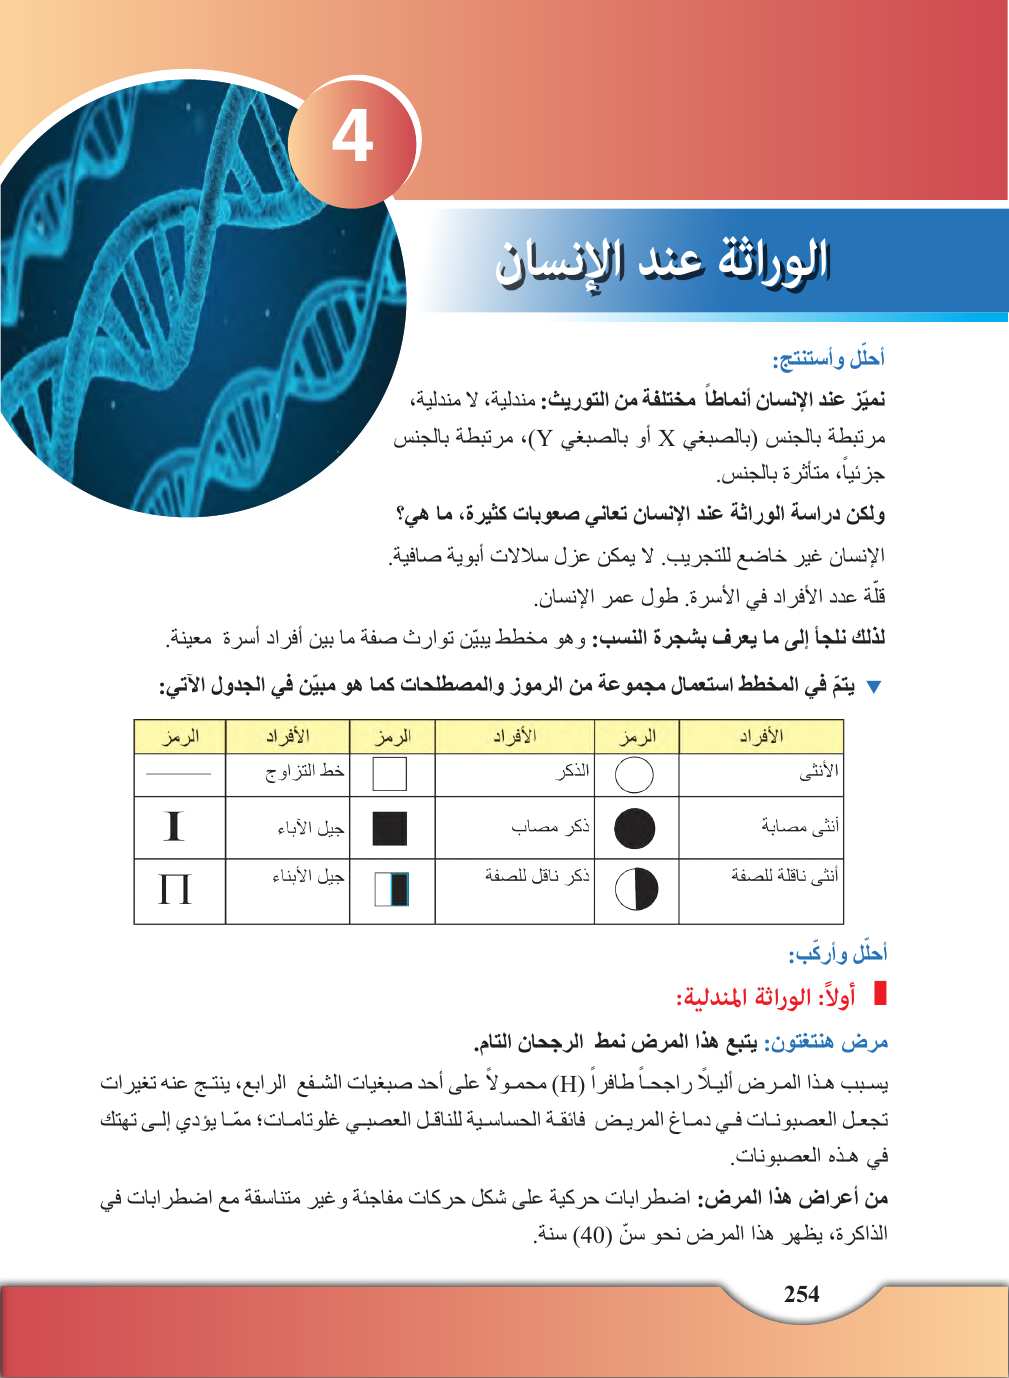 4
الوراثة عند الإنسان
أحلّل وأستنتج:
نميّز عند الإنسان أنماطاً مختلفة من التوريث: مندلية، لا مندلية،
مرتبطة بالجنس (بالصبغي X أو بالصبغي Y)، مرتبطة بالجنس
جزئياً، متأثرة بالجنس.
ولكن دراسة الوراثة عند الإنسان تعاني صعوبات كثيرة، ما هي؟
الإنسان غير خاضع للتجريب. لا يمكن عزل سلالات أبوية صافية.
قلّة عدد الأفراد في الأسرة. طول عمر الإنسان.
لذلك نلجأ إلى ما يعرف بشجرة النسب: وهو مخطط يبيّن توارث صفة ما بين أفراد أسرة معينة.
▼ يتمّ في المخطط استعمال مجموعة من الرموز والمصطلحات كما هو مبيّن في الجدول الآتي:
الأفراد الرمز الأفراد الرمز الأفراد الرمز
الأنثى الذكر خط التزاوج
أنثى مصابة ذكر مصاب جيل الآباء I
أنثى ناقلة للصفة ذكر ناقل للصفة جيل الأبناء II
أحلّل وأركّب:
أولاً: الوراثة المندلية:
مرض هنتغتون: يتبع هذا المرض نمط الرجحان التام.
يسبب هذا المرض أليلاً راجحاً طافراً (H) محمولاً على أحد صبغيات الشفع الرابع، ينتج عنه تغيرات
تجعل العصبونات في دماغ المريض فائقة الحساسية للناقل العصبي غلوتامات؛ ممّا يؤدي إلى تهتك
في هذه العصبونات.
من أعراض هذا المرض: اضطرابات حركية على شكل حركات مفاجئة وغير متناسقة مع اضطرابات في
الذاكرة، يظهر هذا المرض نحو سنّ (40) سنة.
254